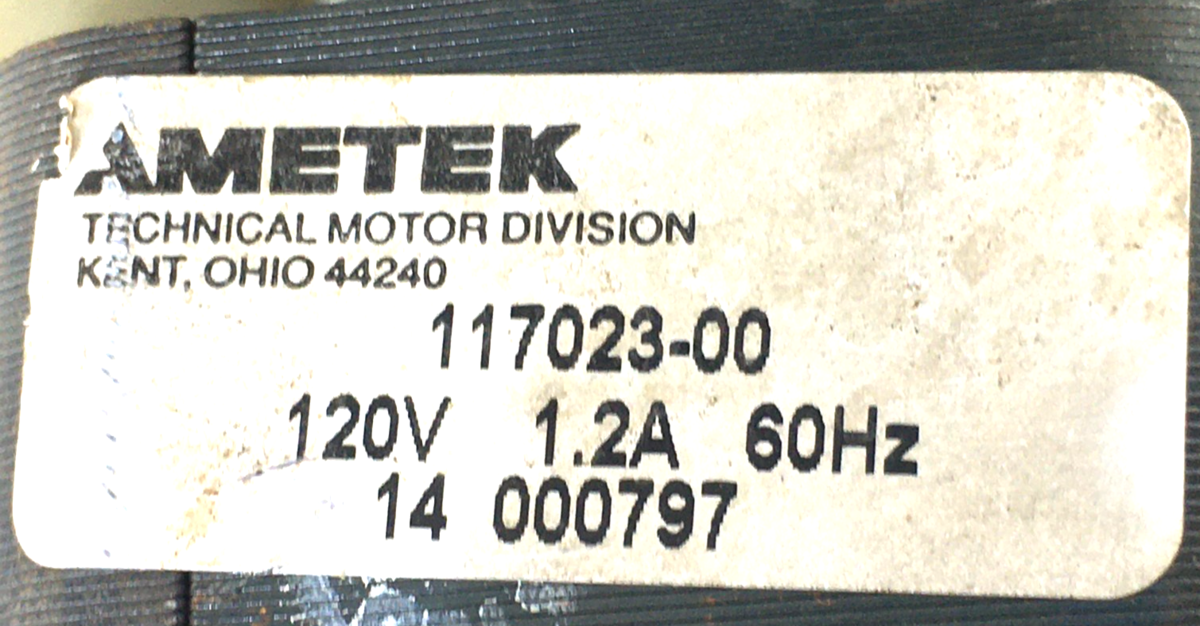 AMETEK
TECHNICAL MOTOR DIVISION
KENT, OHIO 44240
117023-00
120V 1.2A 60Hz
14 000797